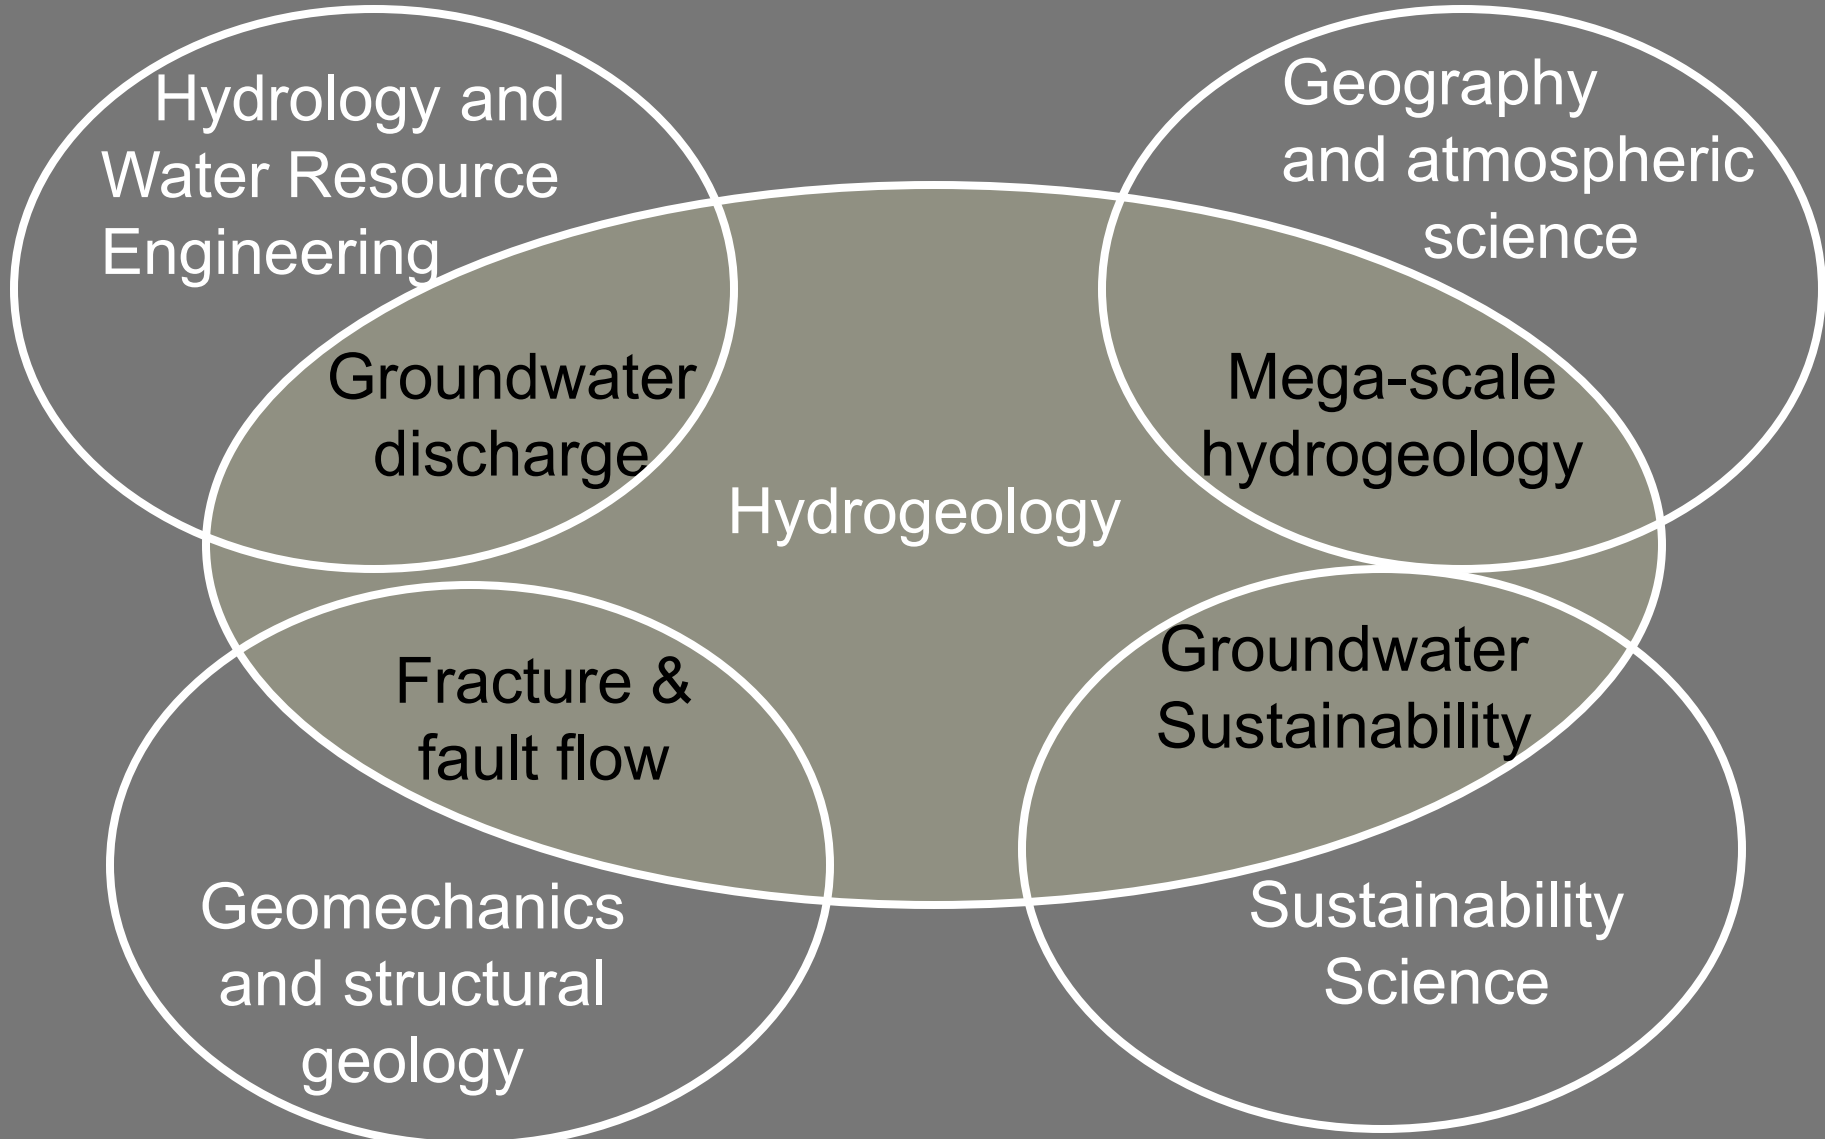 Hydrology and
Water Resource
Engineering
Geography
and atmospheric
science
Groundwater
discharge
Mega-scale
hydrogeology
Hydrogeology
Fracture &
fault flow
Groundwater
Sustainability
Geomechanics
and structural
geology
Sustainability
Science